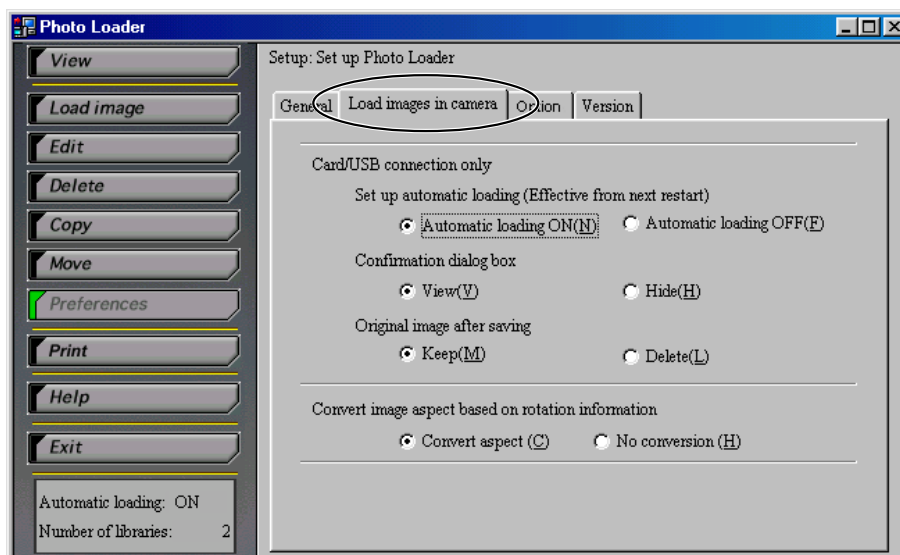 Photo Loader
View
Load image
Edit
Delete
Copy
Move
Preferences
Print
Help
Exit
Automatic loading: ON
Number of libraries: 2
Setup: Set up Photo Loader
General Load images in camera Option Version
Card/USB connection only
Set up automatic loading (Effective from next restart)
Automatic loading ON(N) Automatic loading OFF(F)
Confirmation dialog box
View(V) Hide(H)
Original image after saving
Keep(M) Delete(L)
Convert image aspect based on rotation information
Convert aspect (C) No conversion (H)